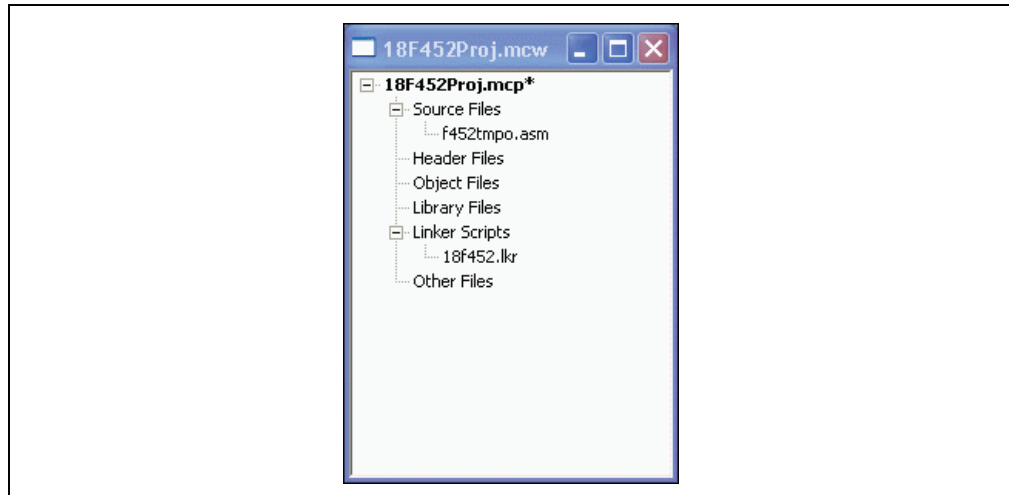 18F452Proj.mcw
18F452Proj.mcp*
Source Files
f452tmpo.asm
Header Files
Object Files
Library Files
Linker Scripts
18f452.lkr
Other Files